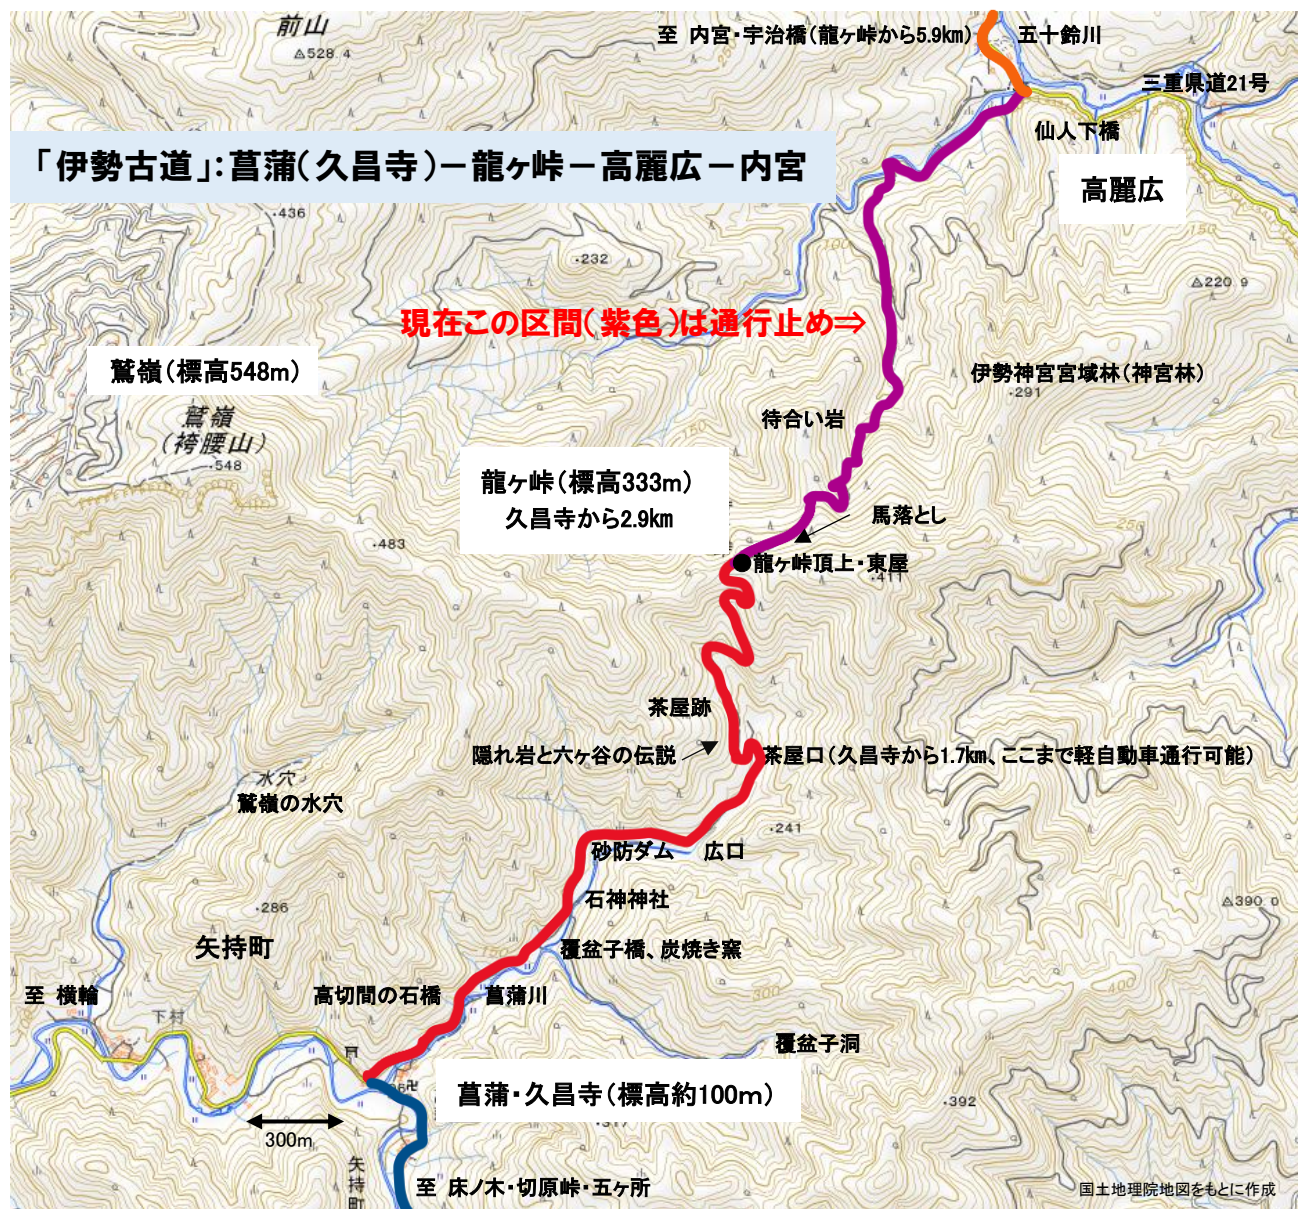 前山
△528.4
至 内宮・宇治橋(龍ヶ峠から5.9km)
五十鈴川
三重県道21号
仙人下橋
「伊勢古道」:菖蒲(久昌寺)－龍ヶ峠－高麗広－内宮
高麗広
・436
・232
100
150
△220.9
現在この区間(紫色)は通行止め⇒
鷲嶺(標高548m)
伊勢神宮宮域林(神宮林)
・291
鷲嶺
(袴腰山)
・548
待合い岩
150
龍ヶ峠(標高333m)
久昌寺から2.9km
馬落とし
250
・483
龍ヶ峠頂上・東屋
・411
茶屋跡
隠れ岩と六ヶ谷の伝説
茶屋口(久昌寺から1.7km、ここまで軽自動車通行可能)
水穴
鷲嶺の水穴
・241
砂防ダム
広口
石神神社
・286
△390.0
矢持町
覆盆子橋、炭焼き窯
至 横輪
高切間の石橋
菖蒲川
300
下村
覆盆子洞
菖蒲・久昌寺(標高約100m)
・392
・317
300m
矢持町
至 床ノ木・切原峠・五ヶ所
国土地理院地図をもとに作成